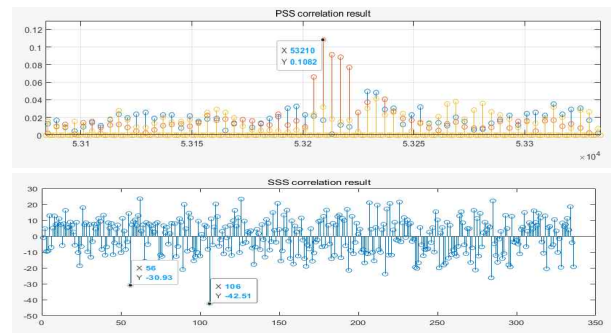 PSS correlation result
0.12
0.1
0.08
0.06
0.04
0.02
0
X 53210
Y 0.1082
5.31 5.315 5.32 5.325 5.33
×10⁴
SSS correlation result
30
20
10
0
-10
-20
-30
-40
-50
X 56
Y -30.93
X 106
Y -42.51
0 50 100 150 200 250 300 350